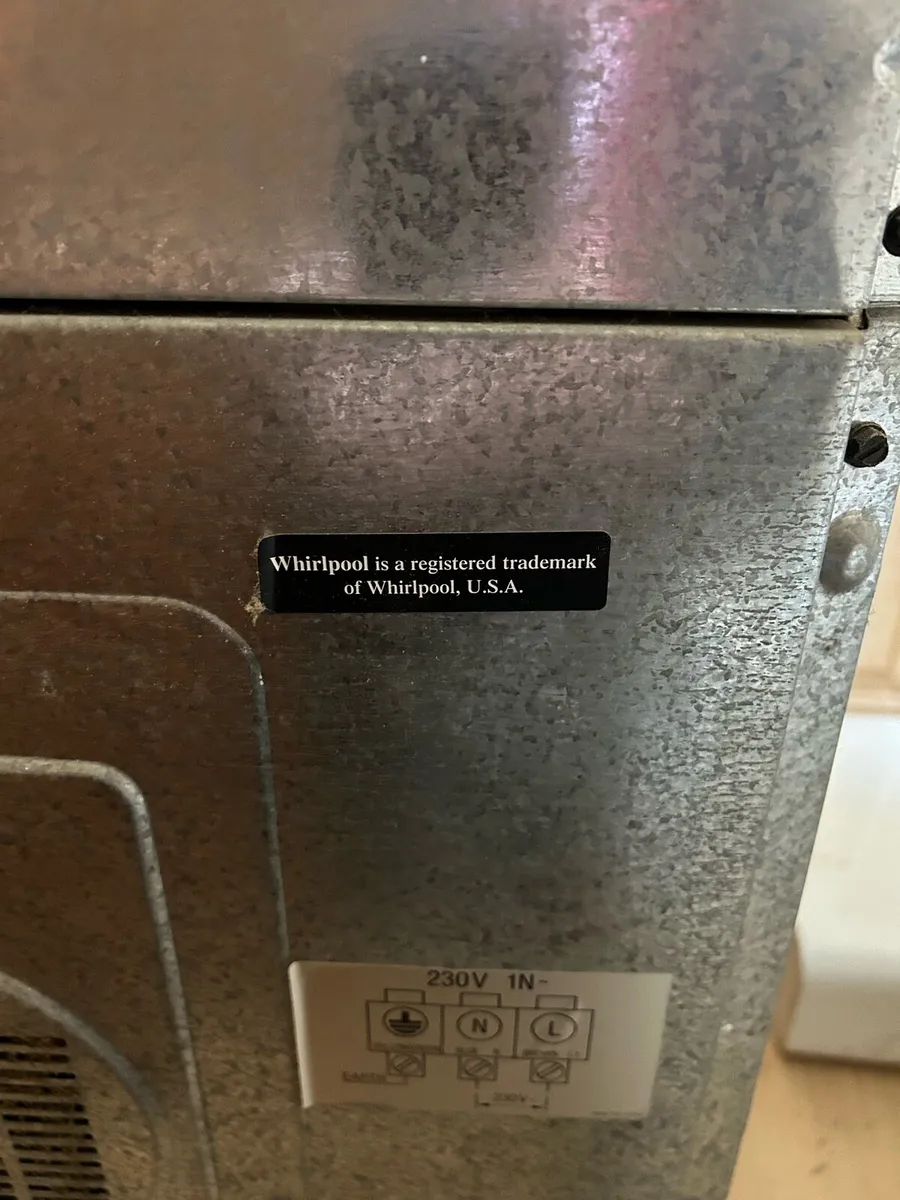 Whirlpool is a registered trademark
of Whirlpool, U.S.A.
230V 1N~
N L
230V~